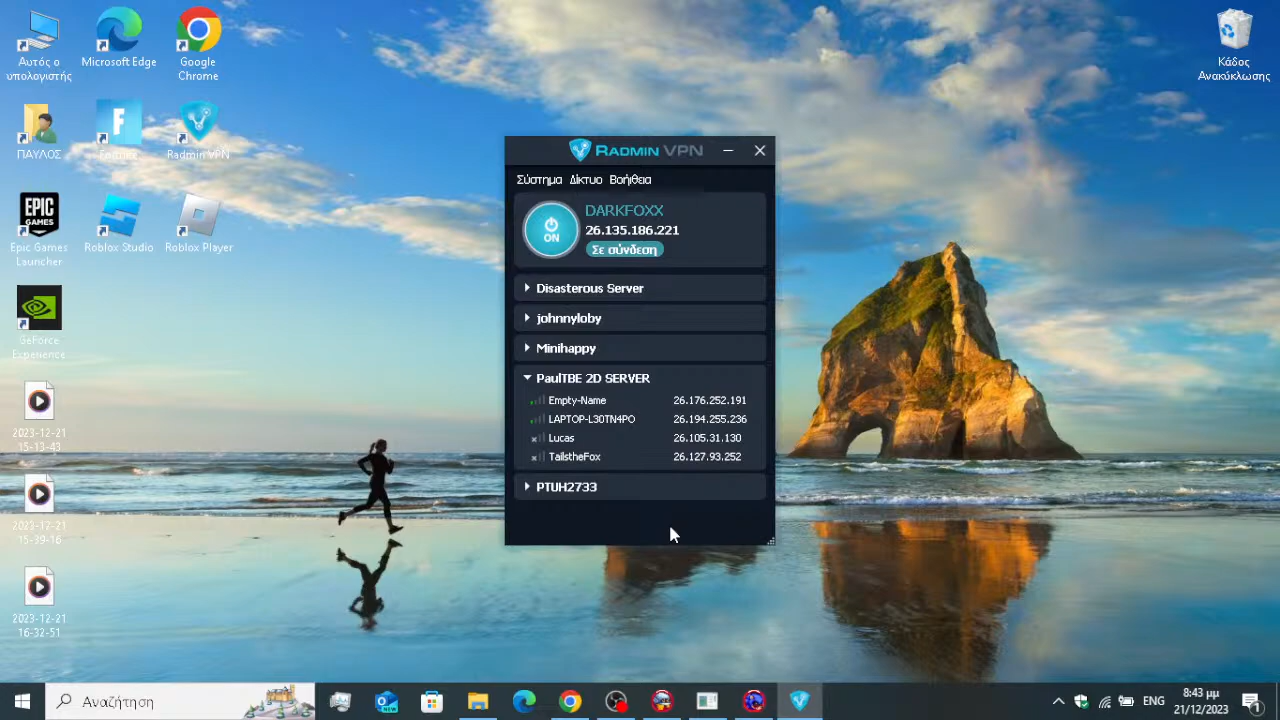 Αυτός ο
υπολογιστής
Microsoft Edge
Google
Chrome
Κάδος
Ανακύκλωσης
ΠΑΥΛΟΣ
Fortnite
Radmin VPN
EPIC
GAMES
Epic Games
Launcher
Roblox Studio
Roblox Player
GeForce
Experience
2023-12-21
15-13-43
2023-12-21
15-39-16
2023-12-21
16-32-51
RADMIN VPN
Σύστημα Δίκτυο Βοήθεια
ON
DARKFOXX
26.135.186.221
Σε σύνδεση
Disasterous Server
johnnyloby
Minihappy
PaulTBE 2D SERVER
Empty-Name 26.176.252.191
LAPTOP-L30TN4PO 26.194.255.236
Lucas 26.105.31.130
TailstheFox 26.127.93.252
PTUH2733
Αναζήτηση
NEW
ENG
8:43 μμ
21/12/2023
1